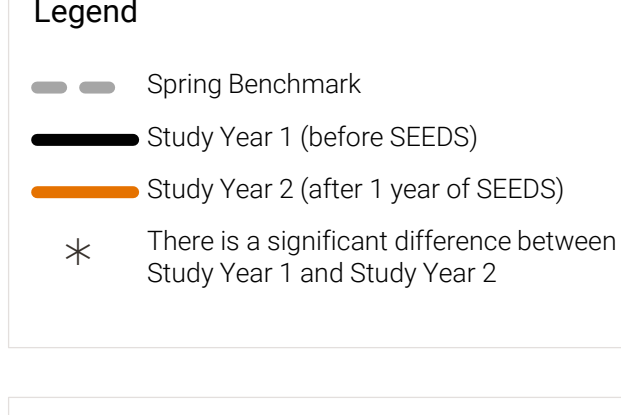 Legend
Spring Benchmark
Study Year 1 (before SEEDS)
Study Year 2 (after 1 year of SEEDS)
* There is a significant difference between
Study Year 1 and Study Year 2